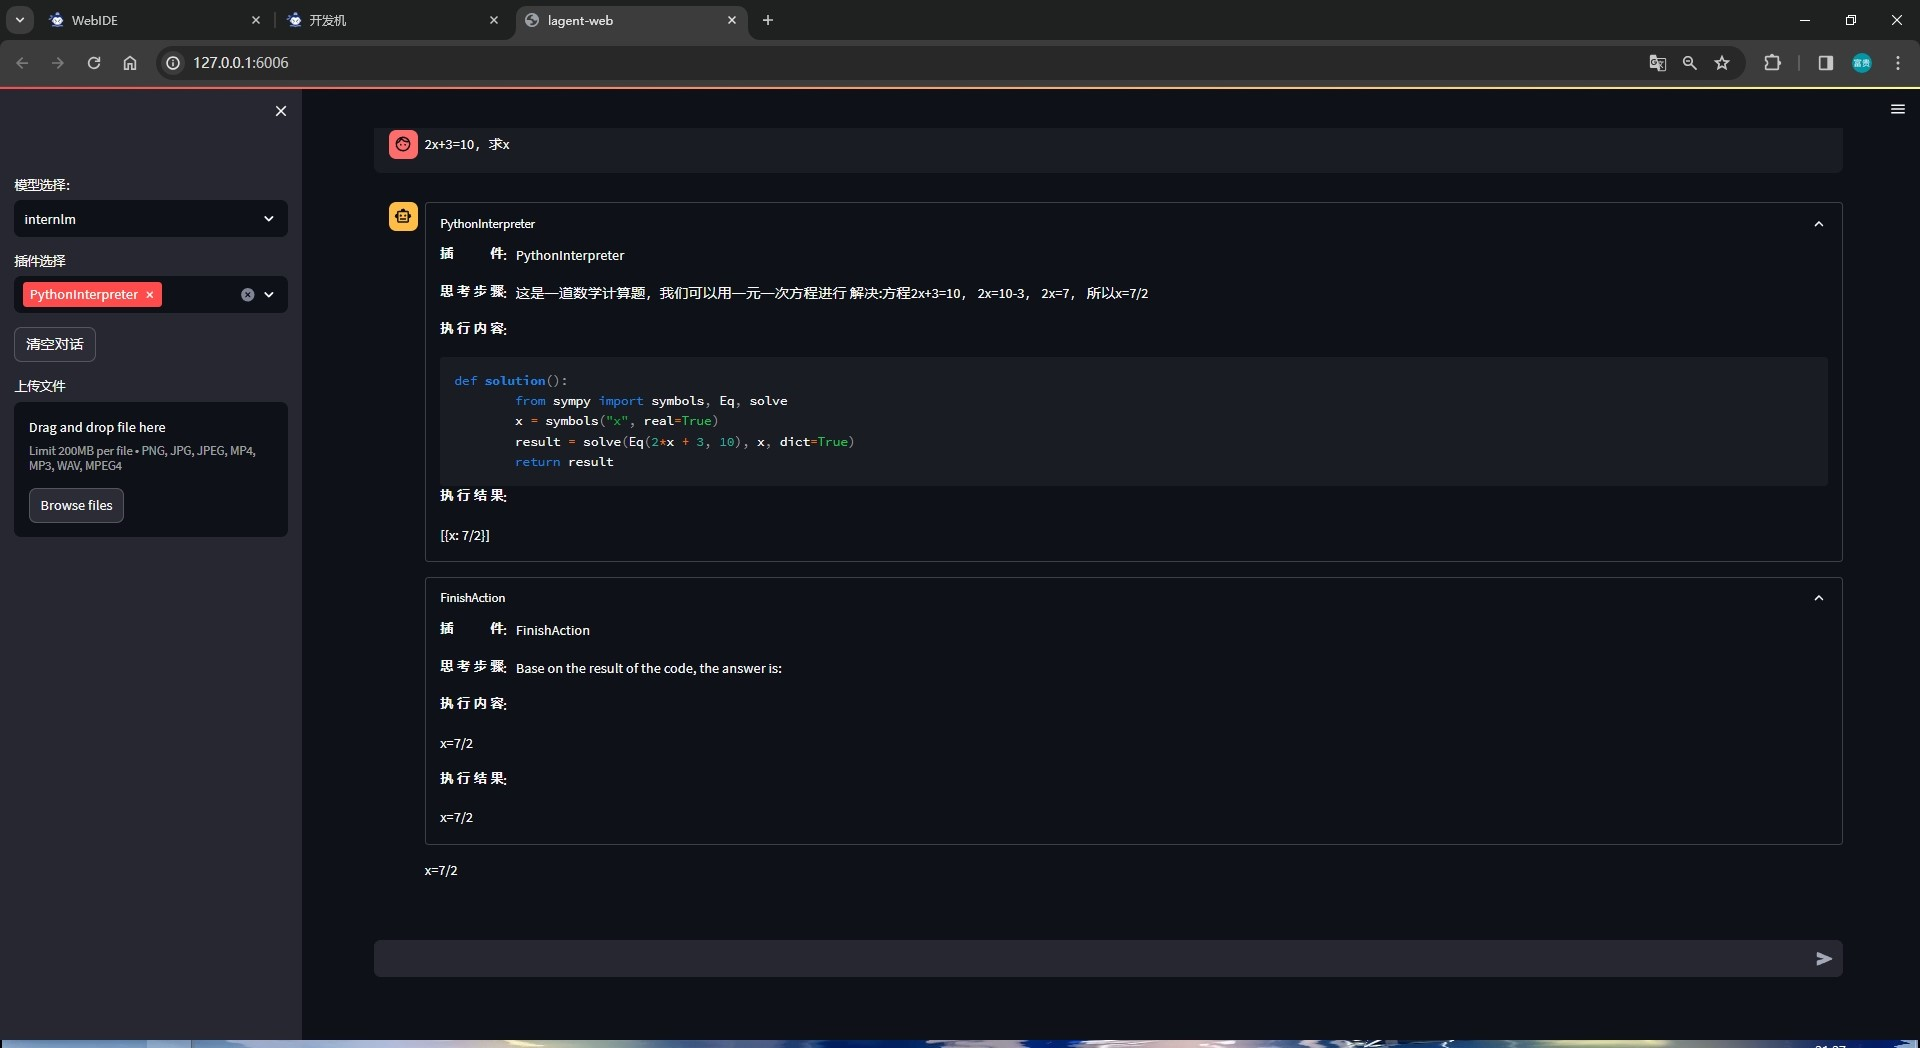 WebIDE
开发机
lagent-web
127.0.0.1:6006
富贵
模型选择:
internlm
插件选择
PythonInterpreter
清空对话
上传文件
Drag and drop file here
Limit 200MB per file • PNG, JPG, JPEG, MP4,
MP3, WAV, MPEG4
Browse files
2x+3=10，求x
PythonInterpreter
插 件: PythonInterpreter
思考步骤: 这是一道数学计算题，我们可以用一元一次方程进行 解决:方程2x+3=10， 2x=10-3， 2x=7， 所以x=7/2
执行内容:
def solution():
from sympy import symbols, Eq, solve
x = symbols("x", real=True)
result = solve(Eq(2*x + 3, 10), x, dict=True)
return result
执行结果:
[{x: 7/2}]
FinishAction
插 件: FinishAction
思考步骤: Base on the result of the code, the answer is:
执行内容:
x=7/2
执行结果:
x=7/2
x=7/2